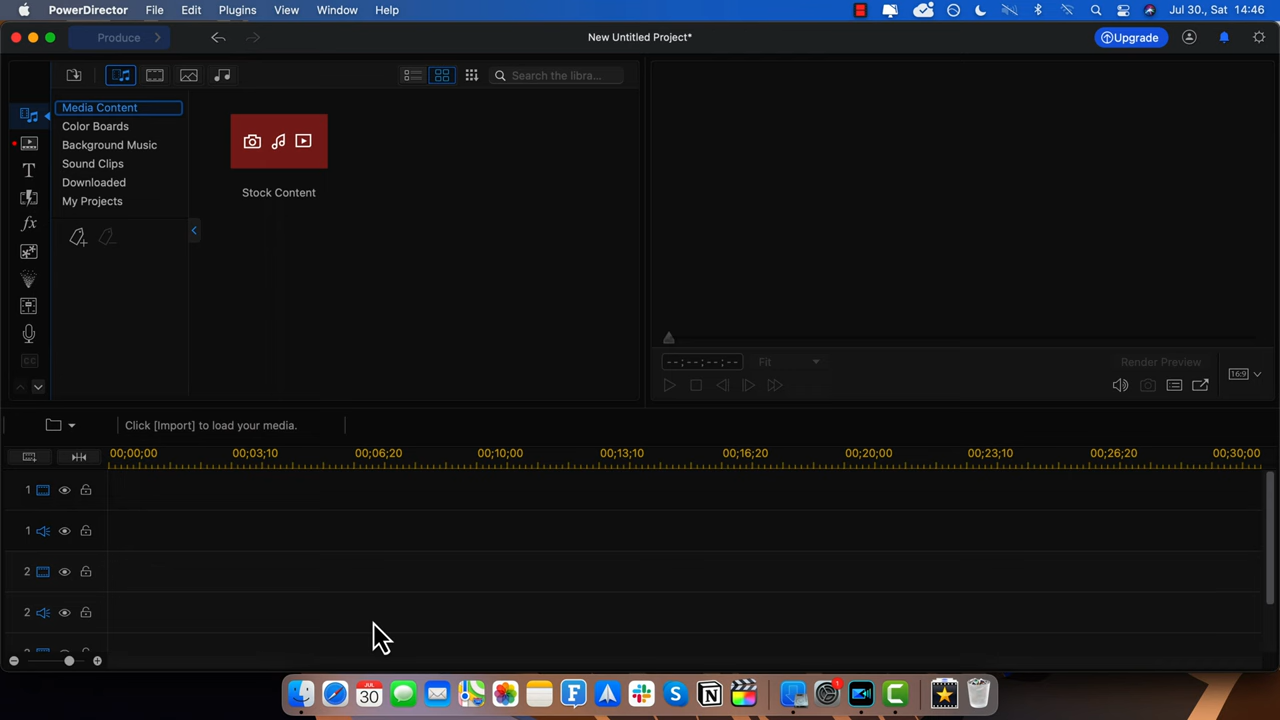 PowerDirector File Edit Plugins View Window Help Jul 30., Sat 14:46
Produce New Untitled Project* Upgrade
Search the libra...
Media Content
Color Boards
Background Music
Sound Clips
Downloaded
My Projects
Stock Content
T
fx
CC
--;--;--;-- Fit Render Preview
16:9
Click [Import] to load your media.
00;00;00 00;03;10 00;06;20 00;10;00 00;13;10 00;16;20 00;20;00 00;23;10 00;26;20 00;30;00
1
1
2
2
JUL
30
1